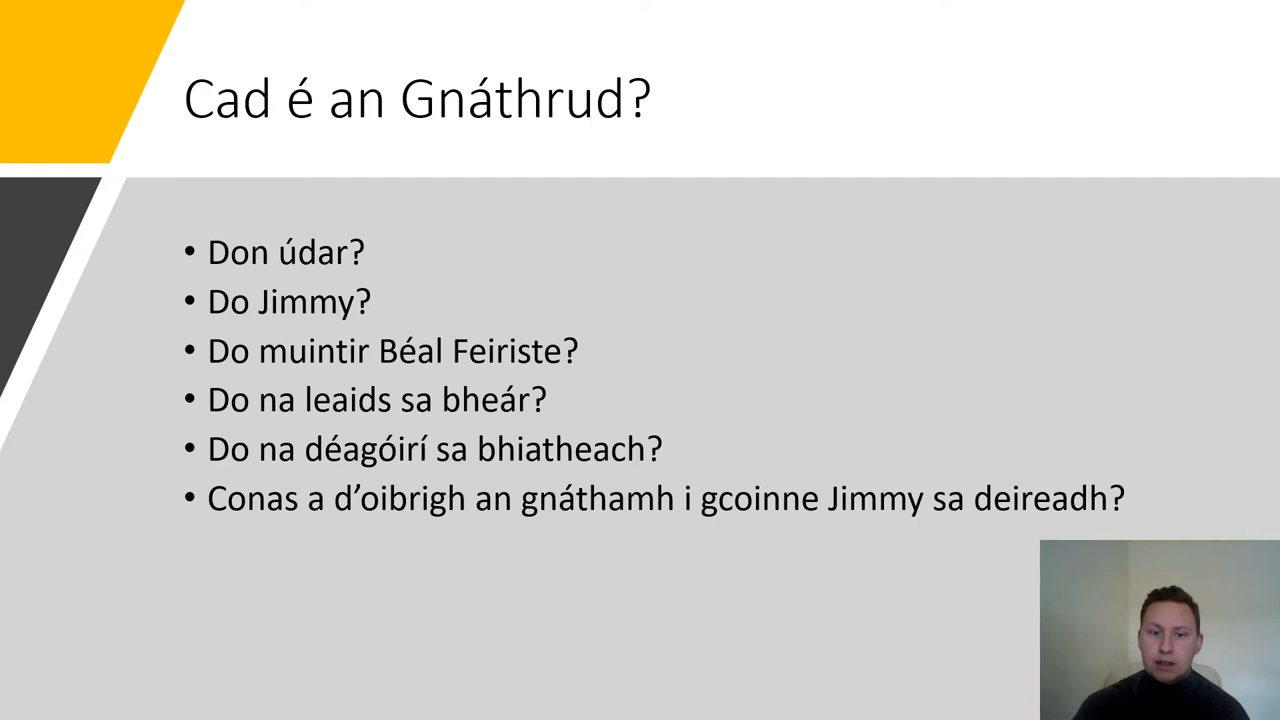 Cad é an Gnáthrud?
• Don údar?
• Do Jimmy?
• Do muintir Béal Feiriste?
• Do na leaids sa bheár?
• Do na déagóirí sa bhiatheach?
• Conas a d’oibrigh an gnáthamh i gcoinne Jimmy sa deireadh?